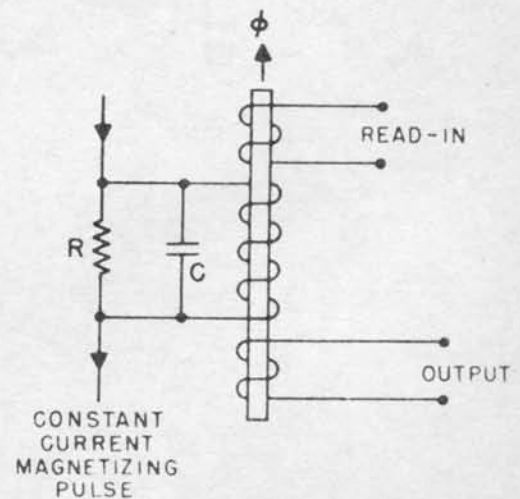 ϕ
READ-IN
R
C
OUTPUT
CONSTANT
CURRENT
MAGNETIZING
PULSE